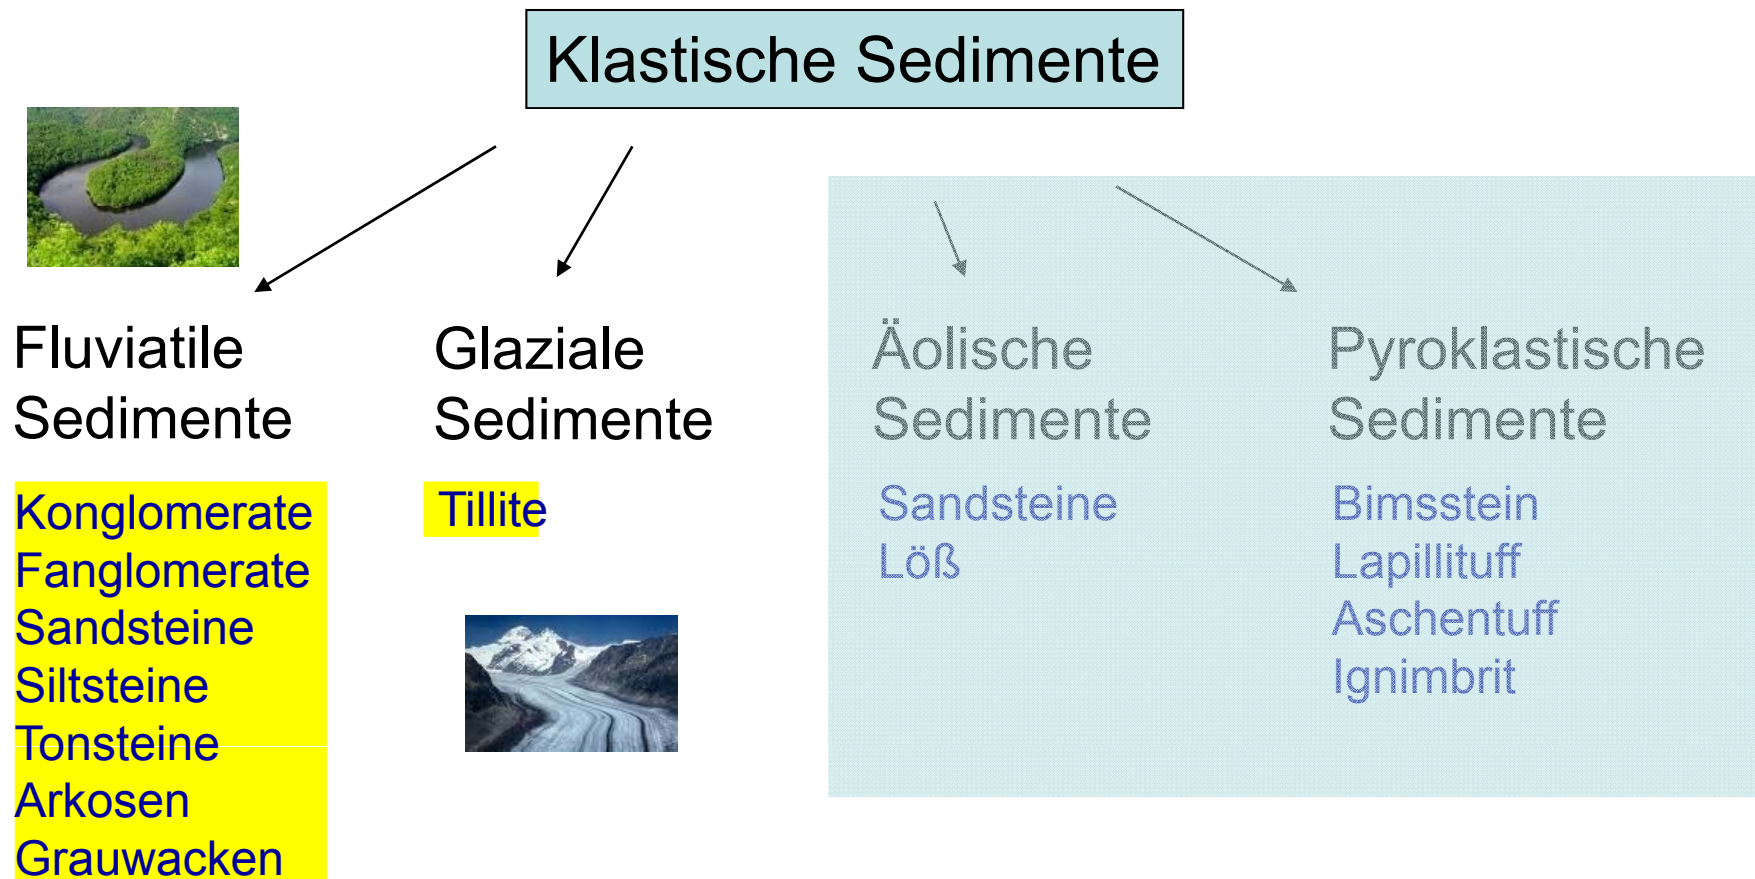 Klastische Sedimente
Fluviatile
Sedimente
Konglomerate
Fanglomerate
Sandsteine
Siltsteine
Tonsteine
Arkosen
Grauwacken
Glaziale
Sedimente
Tillite
Äolische
Sedimente
Sandsteine
Löß
Pyroklastische
Sedimente
Bimsstein
Lapillituff
Aschentuff
Ignimbrit